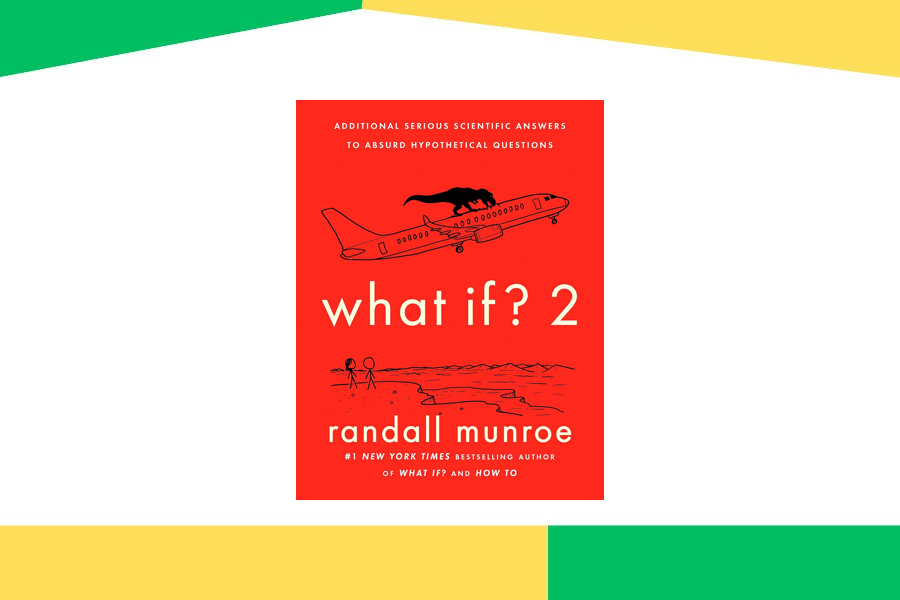 ADDITIONAL SERIOUS SCIENTIFIC ANSWERS
TO ABSURD HYPOTHETICAL QUESTIONS
what if? 2
randall munroe
#1 NEW YORK TIMES BESTSELLING AUTHOR
OF WHAT IF? AND HOW TO